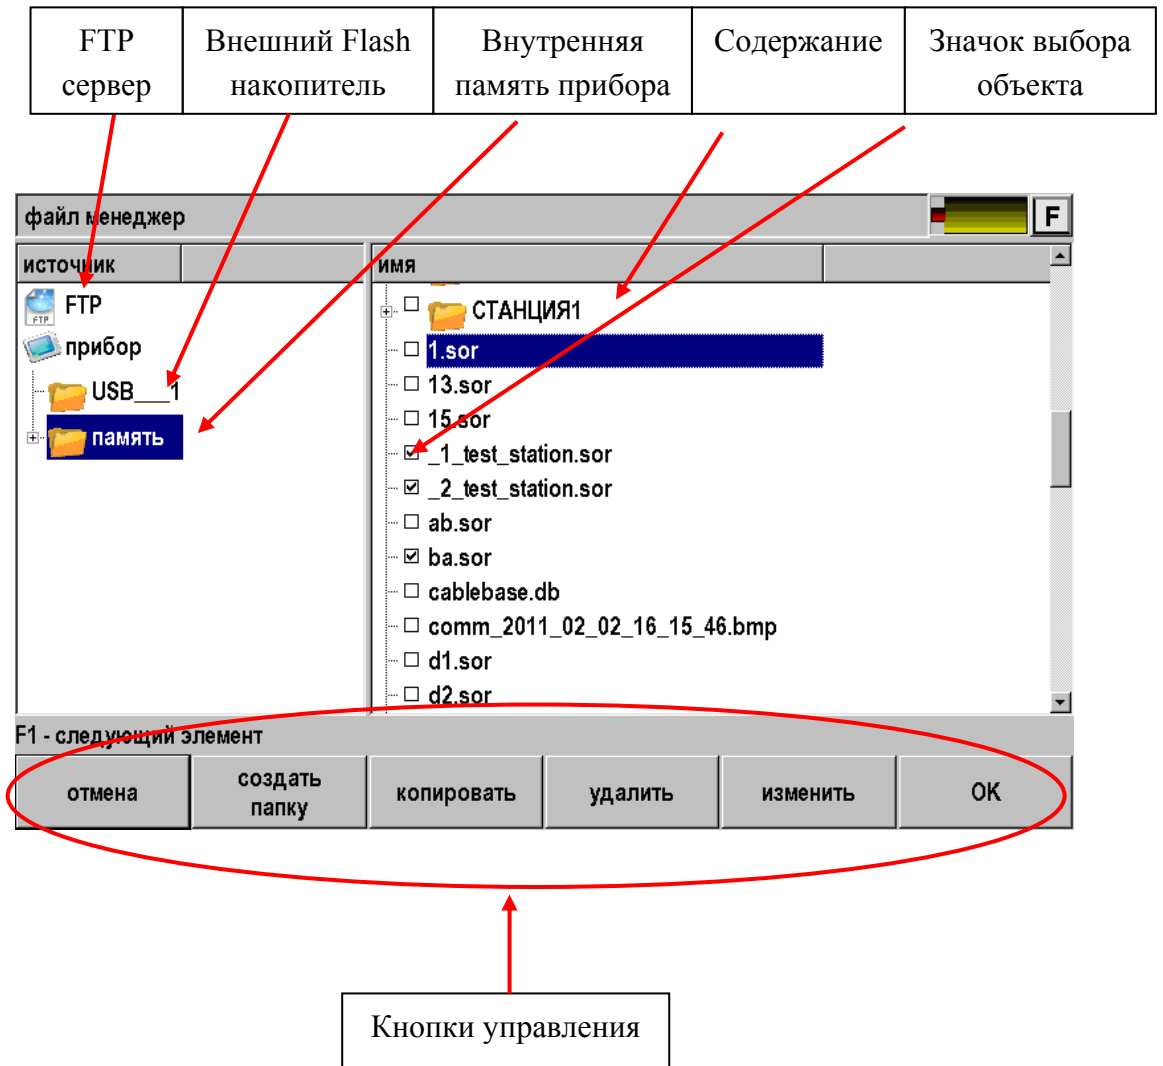 FTP
сервер
Внешний Flash
накопитель
Внутренняя
память прибора
Содержание
Значок выбора
объекта
файл менеджер
F
источник
имя
FTP
FTP
прибор
USB___1
память
СТАНЦИЯ1
1.sor
13.sor
15.sor
_1_test_station.sor
_2_test_station.sor
ab.sor
ba.sor
cablebase.db
comm_2011_02_02_16_15_46.bmp
d1.sor
d2.sor
F1 - следующий элемент
отмена
создать
папку
копировать
удалить
изменить
OK
Кнопки управления